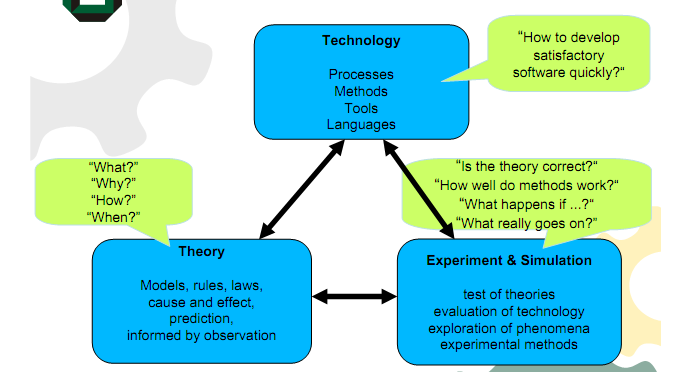 Technology
Processes
Methods
Tools
Languages
“How to develop
satisfactory
software quickly?“
“What?”
“Why?”
“How?”
“When?”
“Is the theory correct?“
“How well do methods work?“
“What happens if ...?“
“What really goes on?”
Theory
Models, rules, laws,
cause and effect,
prediction,
informed by observation
Experiment & Simulation
test of theories
evaluation of technology
exploration of phenomena
experimental methods